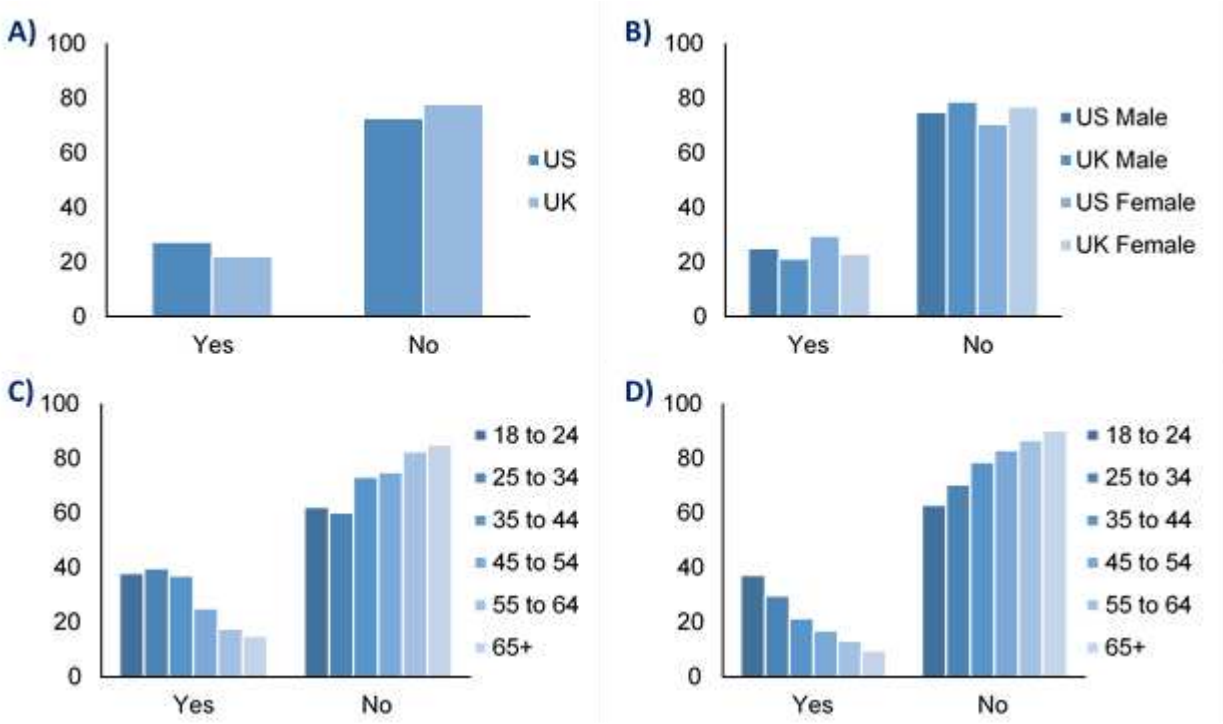 A)
100
80
60
40
20
0
Yes No
US
UK
B)
100
80
60
40
20
0
Yes No
US Male
UK Male
US Female
UK Female
C)
100
80
60
40
20
0
Yes No
18 to 24
25 to 34
35 to 44
45 to 54
55 to 64
65+
D)
100
80
60
40
20
0
Yes No
18 to 24
25 to 34
35 to 44
45 to 54
55 to 64
65+